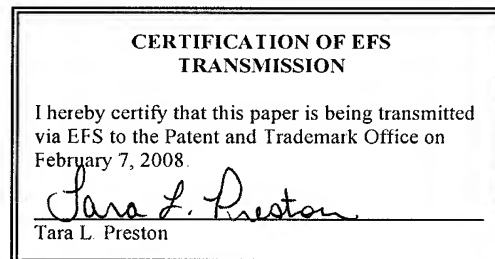 CERTIFICATION OF EFS
TRANSMISSION
I hereby certify that this paper is being transmitted
via EFS to the Patent and Trademark Office on
February 7, 2008.
Tara L. Preston
Tara L. Preston